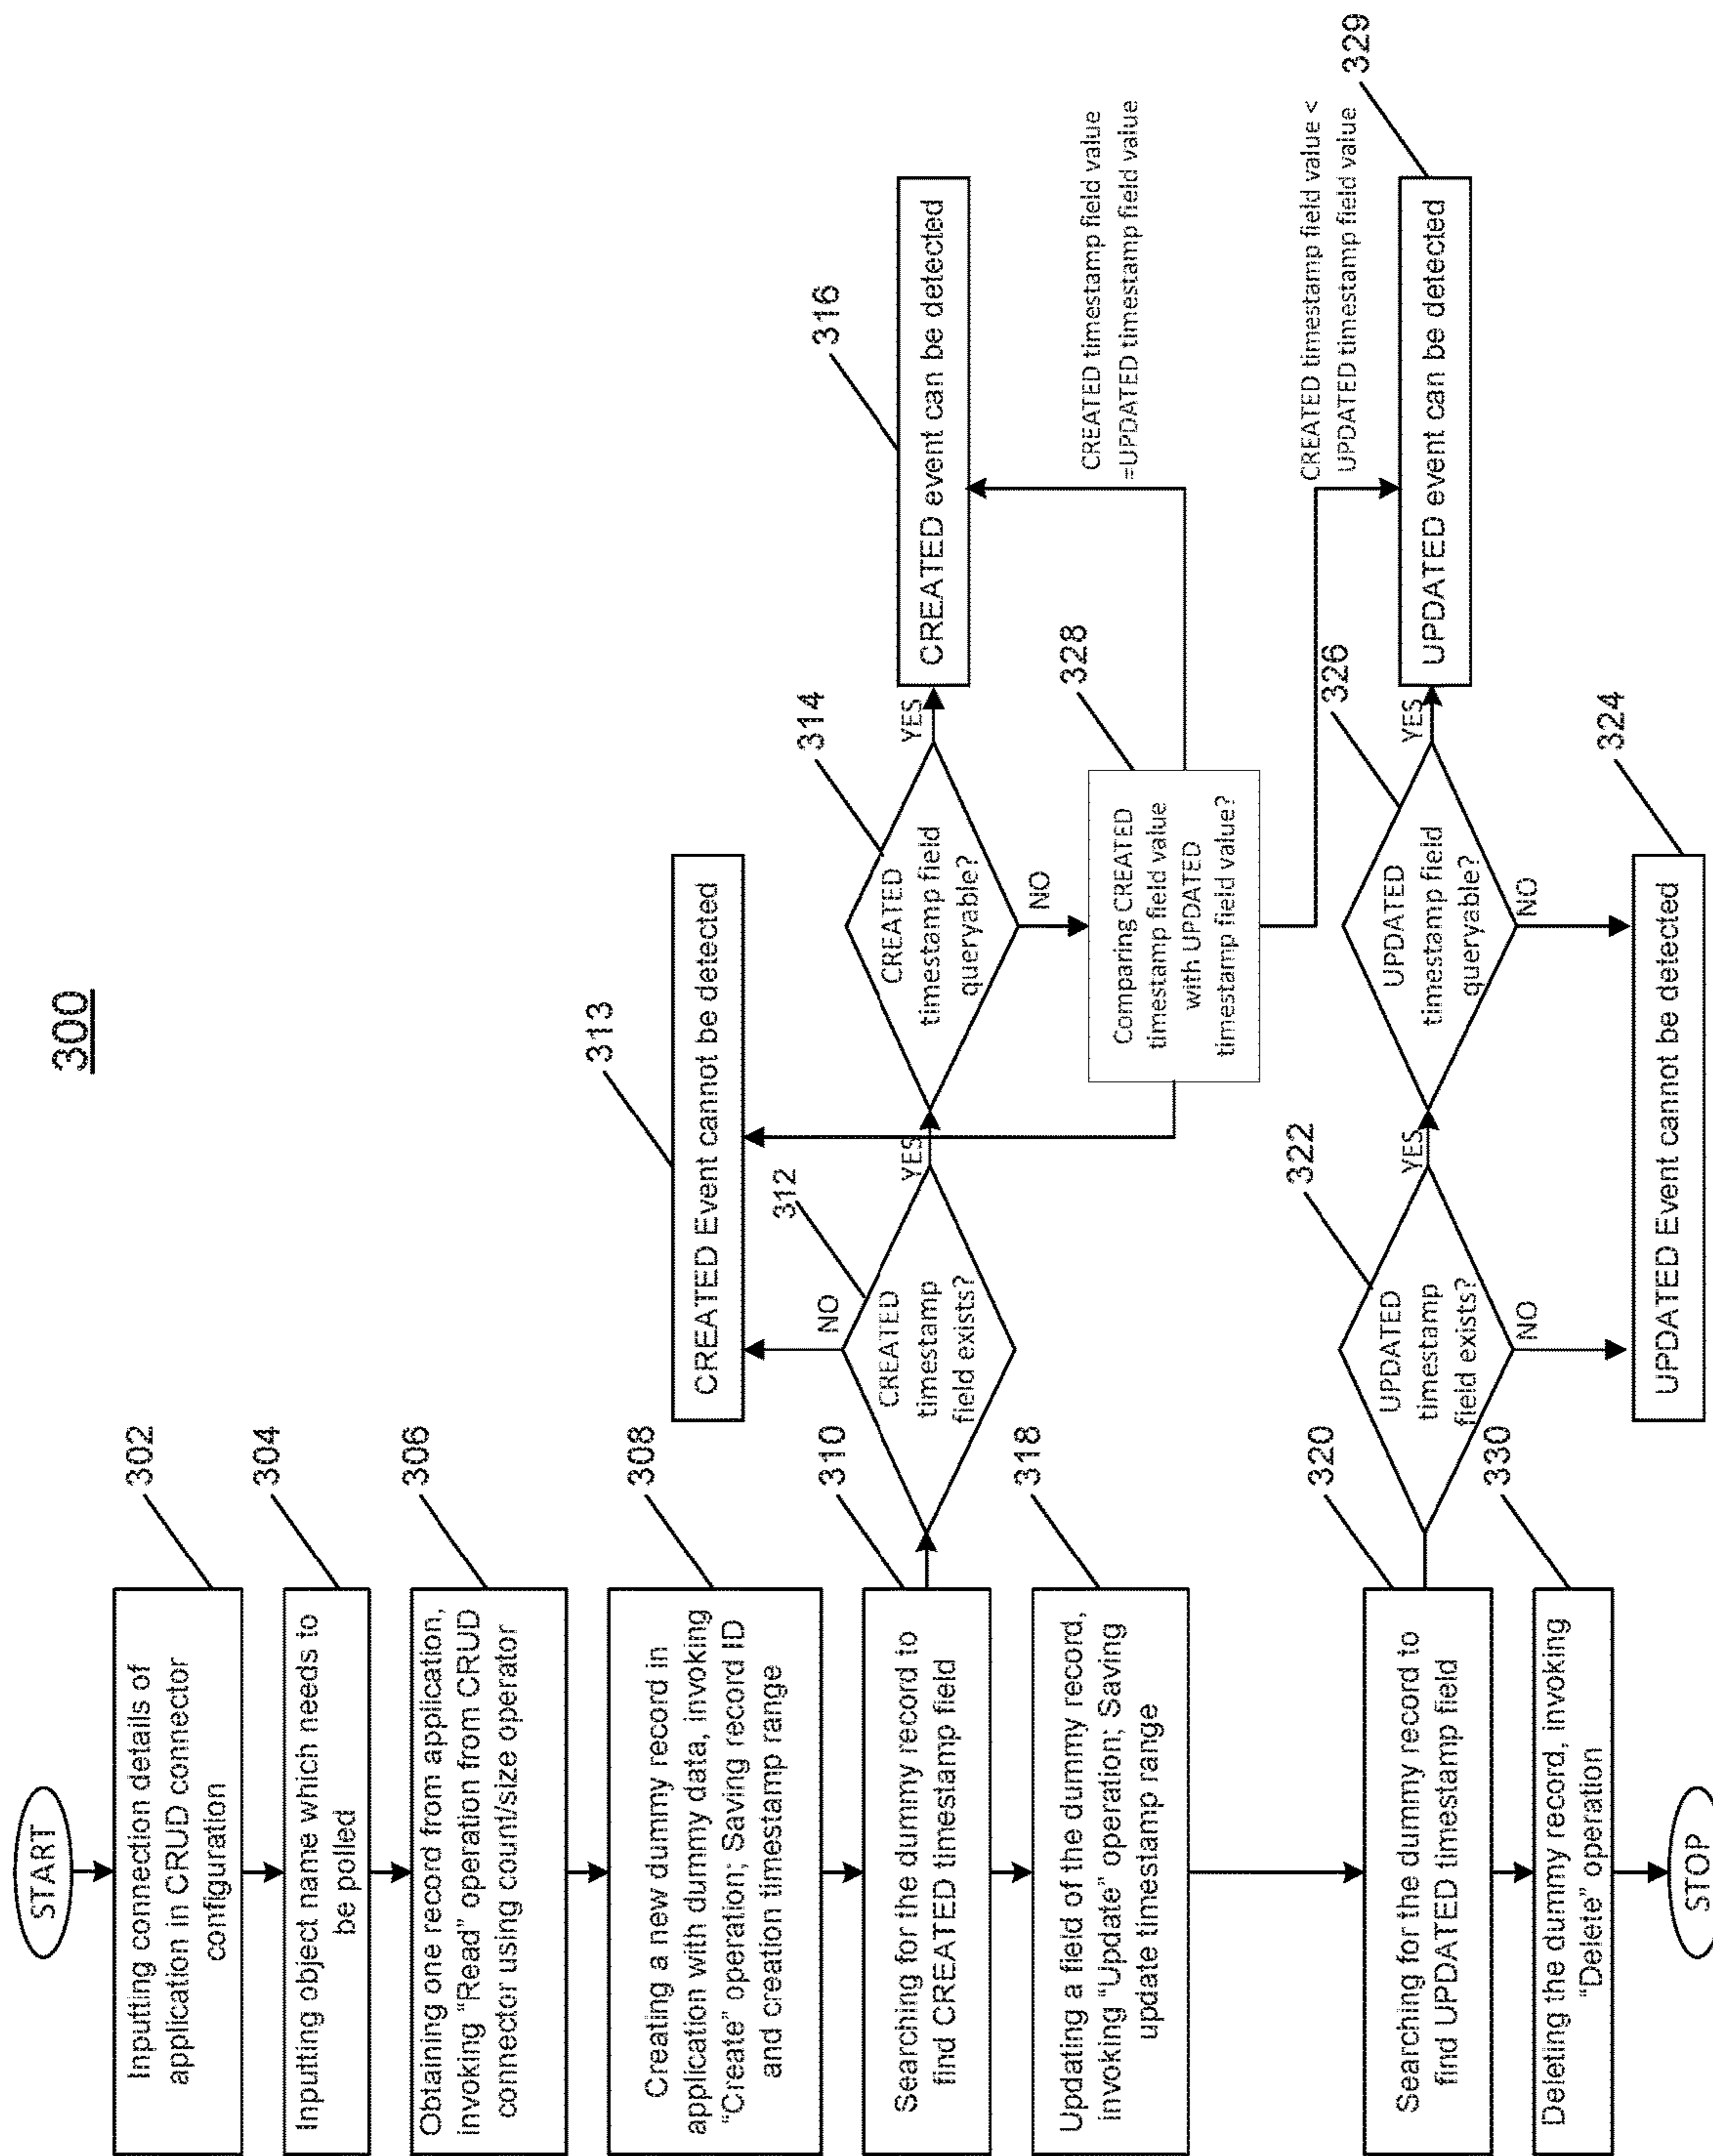 300
START
Inputting connection details of
application in CRUD connector
configuration
302
Inputting object name which needs to
be polled
304
Obtaining one record from application,
invoking “Read” operation from CRUD
connector using count/size operator
306
Creating a new dummy record in
application with dummy data, invoking
“Create” operation; Saving record ID
and creation timestamp range
308
Searching for the dummy record to
find CREATED timestamp field
310
CREATED
timestamp
field exists?
312
NO
YES
CREATED Event cannot be detected
313
CREATED
timestamp field
queryable?
314
YES
NO
CREATED event can be detected
316
Comparing CREATED
timestamp field value
with UPDATED
timestamp field value?
328
CREATED timestamp field value
=UPDATED timestamp field value
CREATED timestamp field value <
UPDATED timestamp field value
Updating a field of the dummy record,
invoking “Update” operation; Saving
update timestamp range
318
Searching for the dummy record to
find UPDATED timestamp field
320
UPDATED
timestamp
field exists?
322
YES
NO
UPDATED
timestamp field
queryable?
326
YES
NO
UPDATED event can be detected
329
UPDATED Event cannot be detected
324
Deleting the dummy record, invoking
“Delete” operation
330
STOP